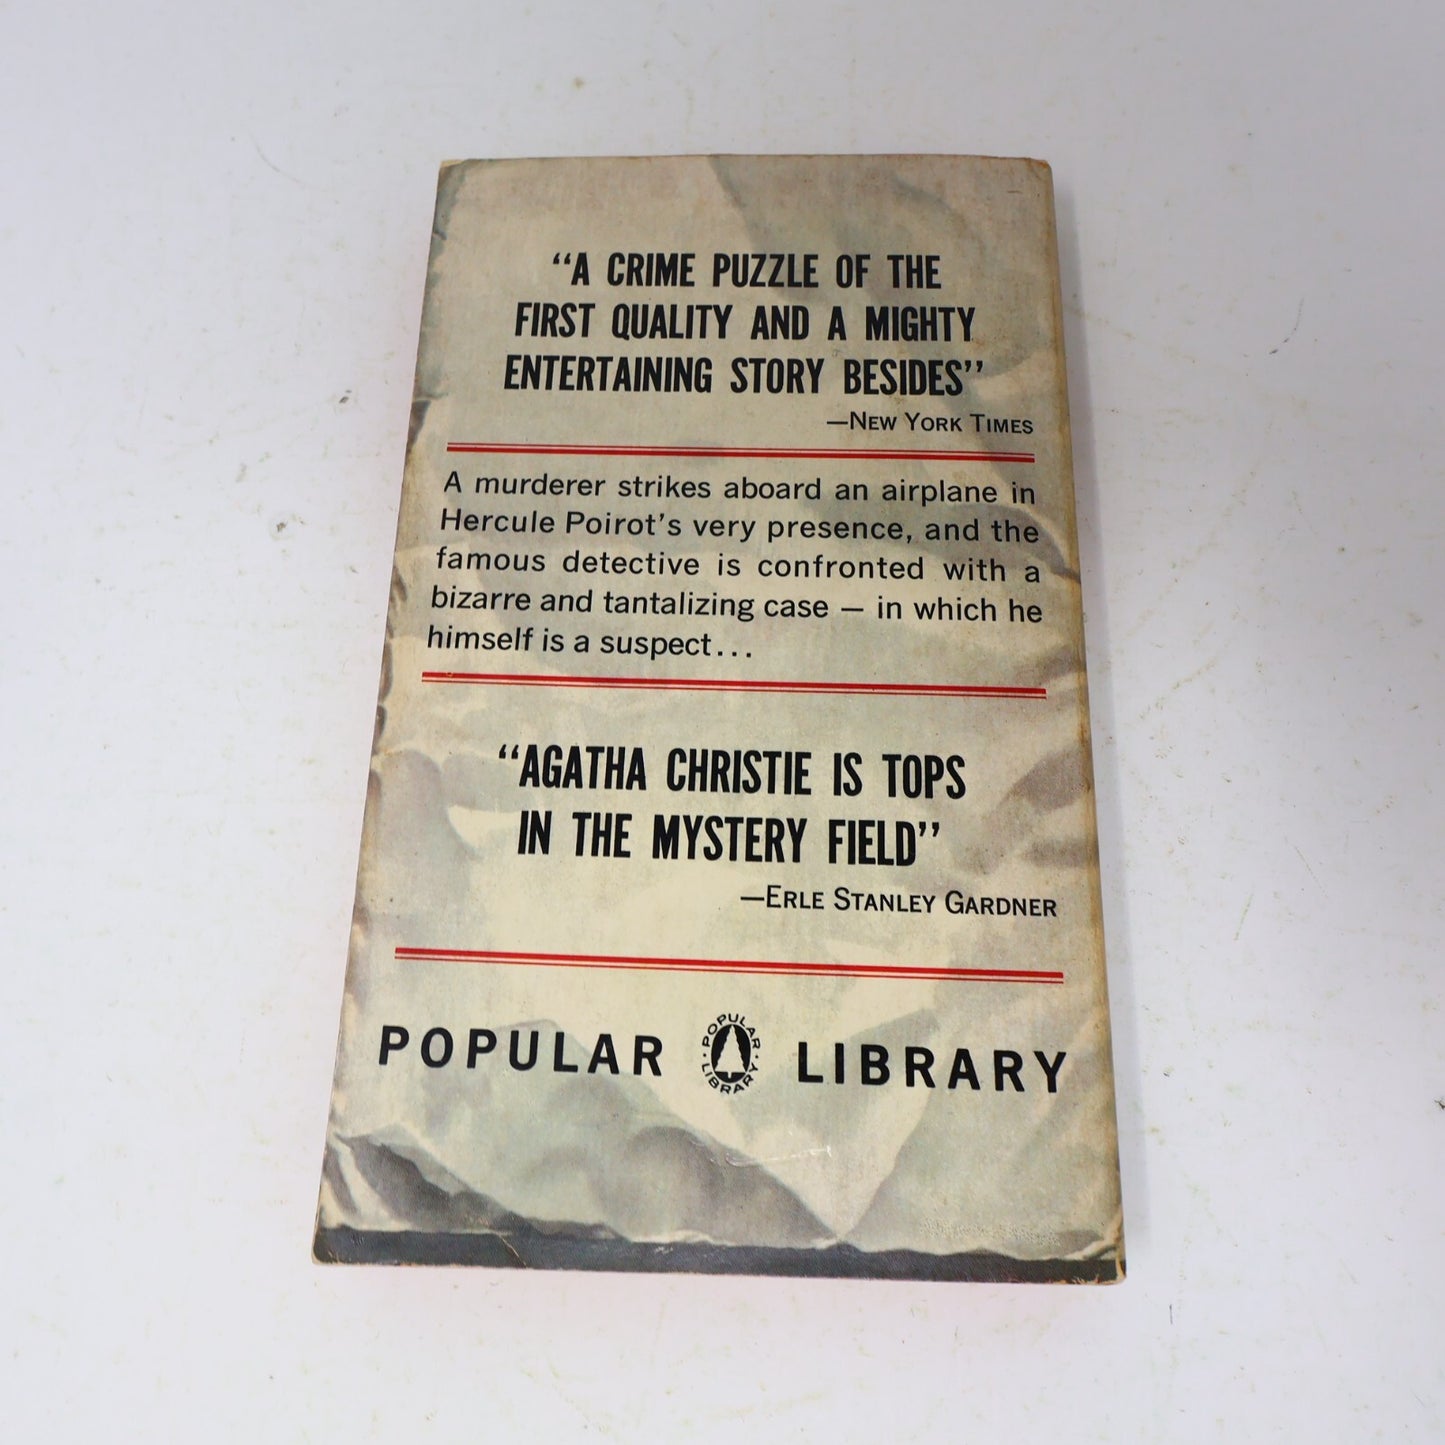 “A CRIME PUZZLE OF THE
FIRST QUALITY AND A MIGHTY
ENTERTAINING STORY BESIDES”
—NEW YORK TIMES
A murderer strikes aboard an airplane in
Hercule Poirot's very presence, and the
famous detective is confronted with a
bizarre and tantalizing case — in which he
himself is a suspect...
“AGATHA CHRISTIE IS TOPS
IN THE MYSTERY FIELD”
—ERLE STANLEY GARDNER
POPULAR POPULAR LIBRARY LIBRARY